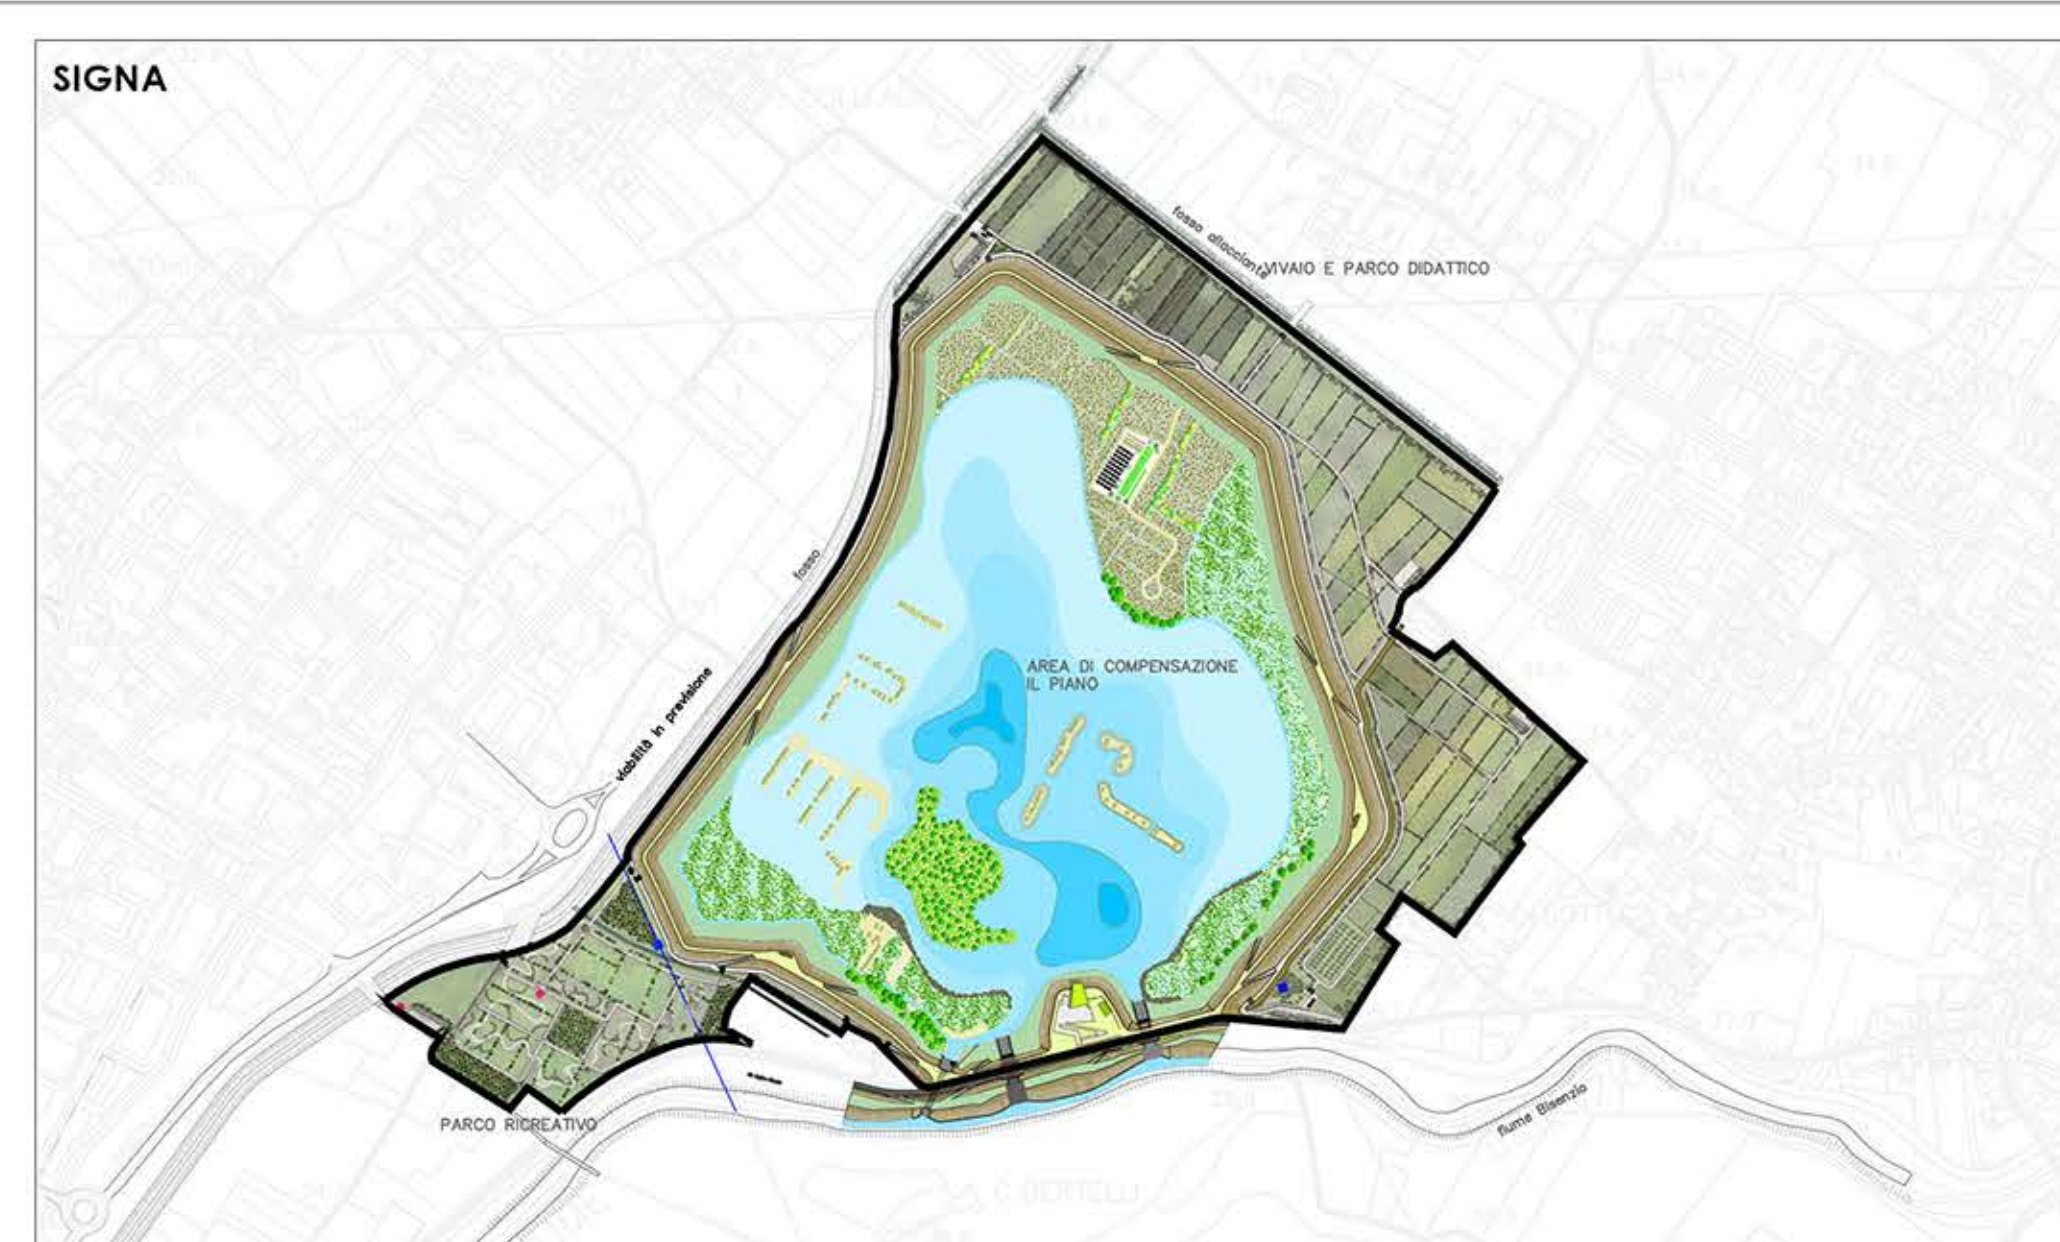 SIGNA
fosso allacciante
VIVAIO E PARCO DIDATTICO
fosso
AREA DI COMPENSAZIONE
IL PIANO
viabilità in previsione
fiume Bisenzio
PARCO RICREATIVO
C BERTELLI